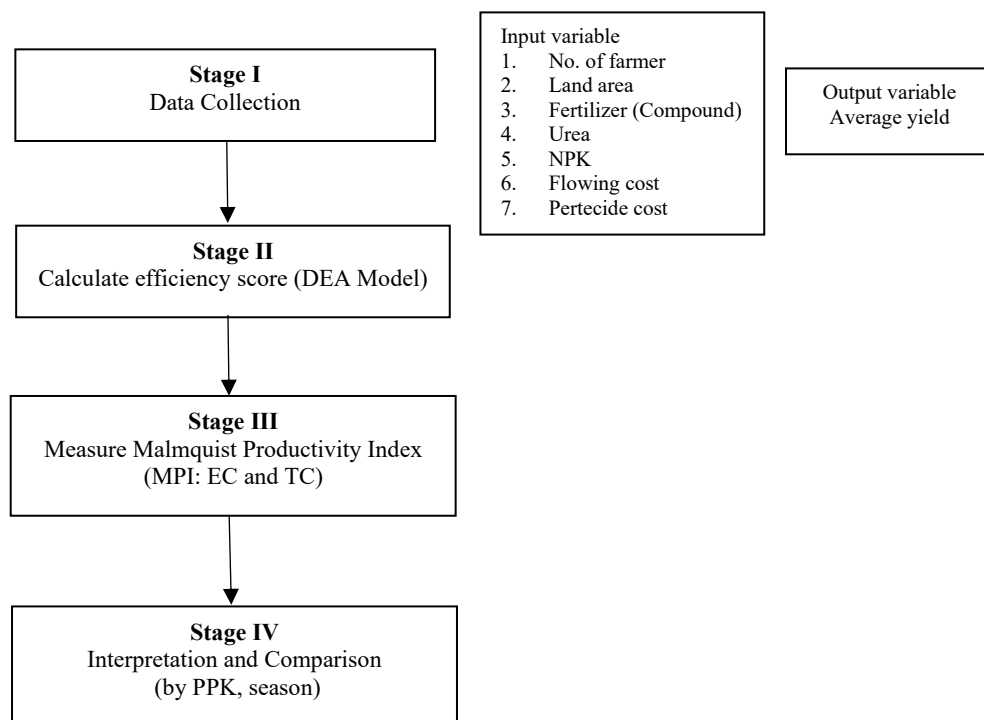 Stage I
Data Collection
Input variable
1. No. of farmer
2. Land area
3. Fertilizer (Compound)
4. Urea
5. NPK
6. Flowing cost
7. Pertecide cost
Output variable
Average yield
Stage II
Calculate efficiency score (DEA Model)
Stage III
Measure Malmquist Productivity Index
(MPI: EC and TC)
Stage IV
Interpretation and Comparison
(by PPK, season)